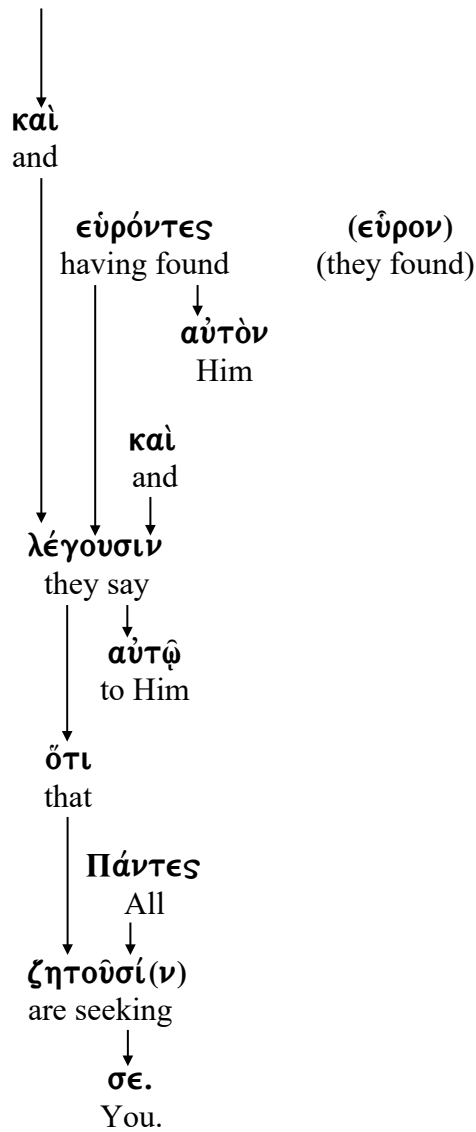 καὶ
and
εὑρόντες (εὗρον)
having found (they found)
αὐτὸν
Him
καὶ
and
λέγουσιν
they say
αὐτῷ
to Him
ὅτι
that
Πάντες
All
ζητοῦσί(ν)
are seeking
σε.
You.